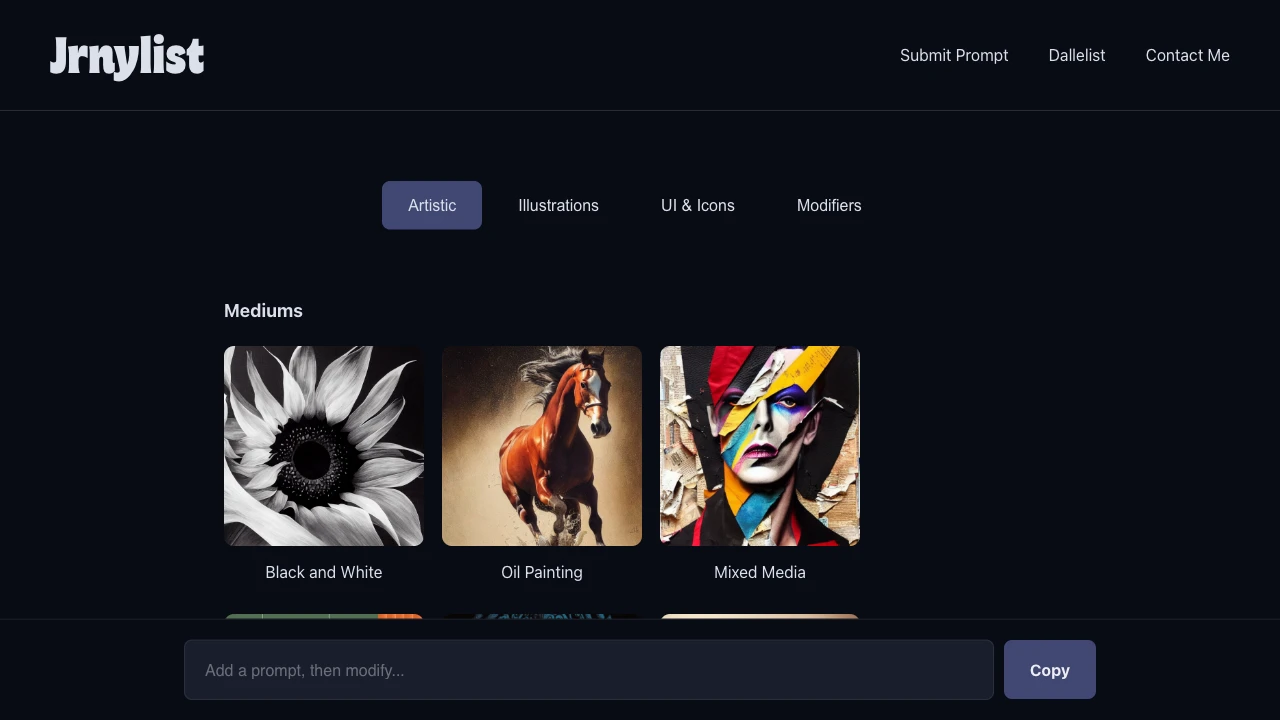 Jrnylist
Submit Prompt
Dallelist
Contact Me
Artistic
Illustrations
UI & Icons
Modifiers
Mediums
Black and White
Oil Painting
Mixed Media
Add a prompt, then modify...
Copy